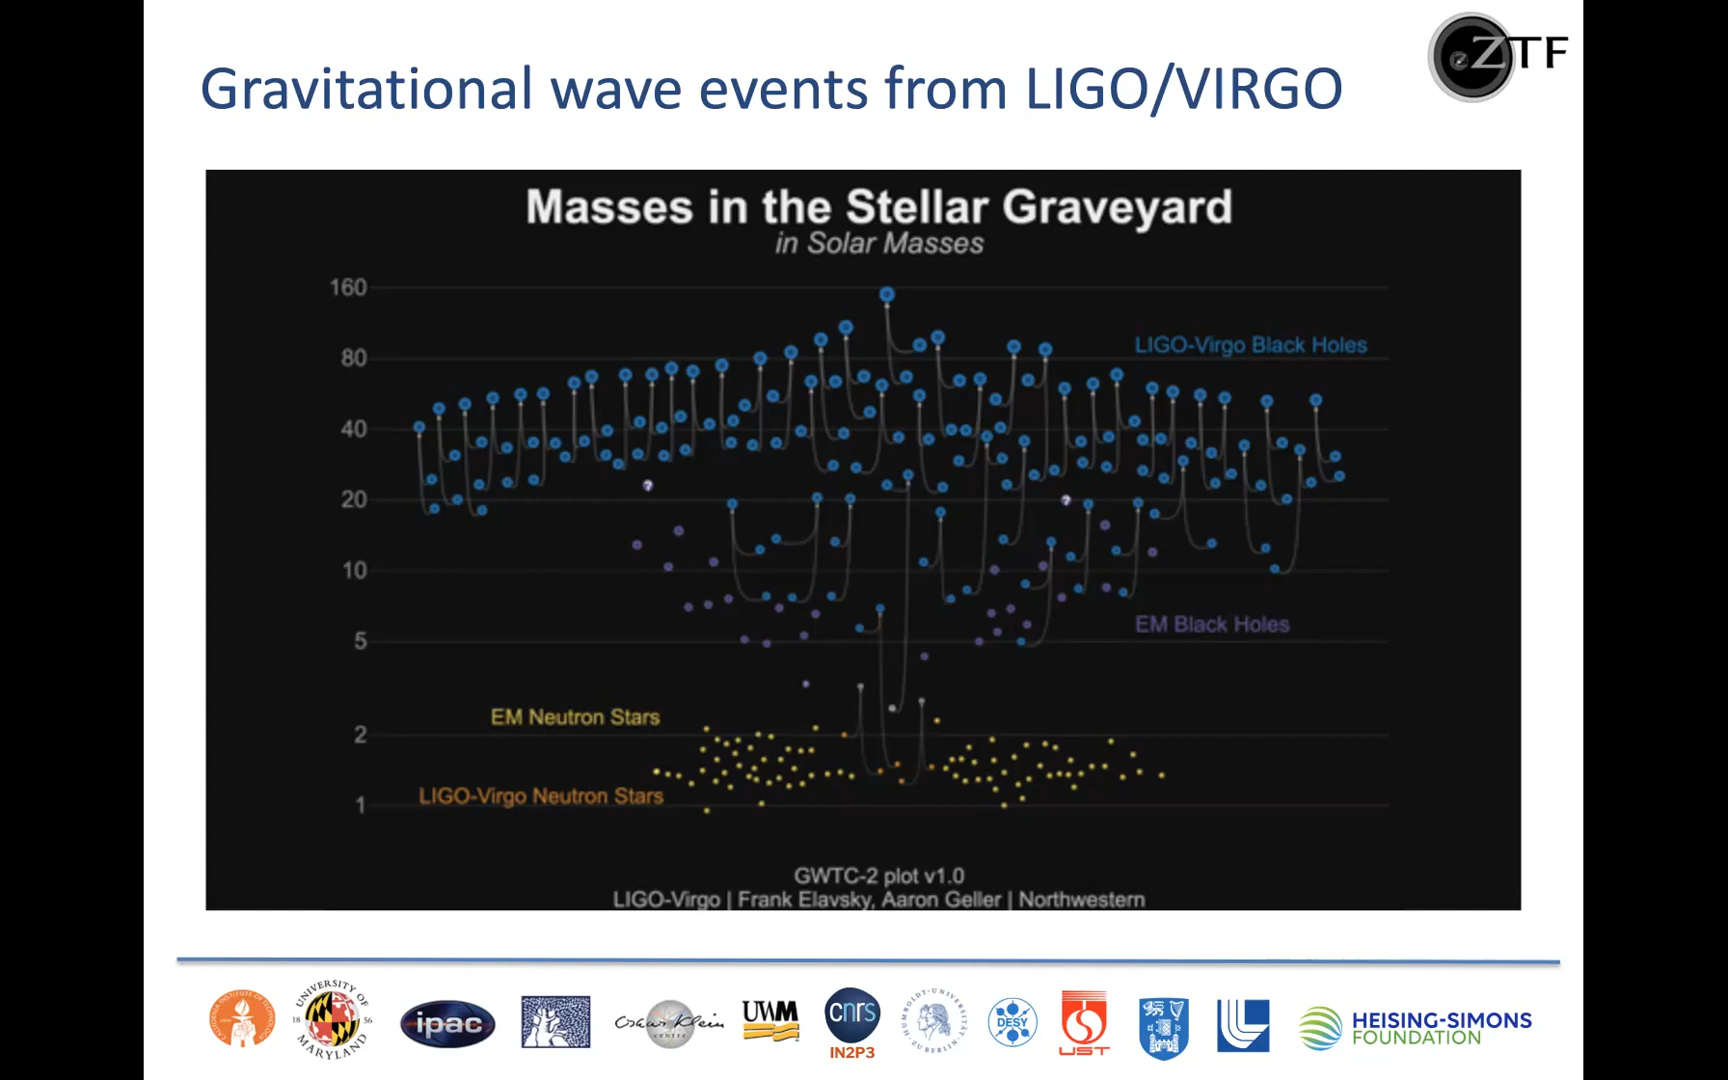 Gravitational wave events from LIGO/VIRGO
ZTF
Masses in the Stellar Graveyard
in Solar Masses
160
80
40
20
10
5
2
1
LIGO-Virgo Black Holes
EM Black Holes
EM Neutron Stars
LIGO-Virgo Neutron Stars
?
?
GWTC-2 plot v1.0
LIGO-Virgo | Frank Elavsky, Aaron Geller | Northwestern
UNIVERSITY OF
18 56
MARYLAND
ipac
Oskar Klein
centre
UWM
cnrs
IN2P3
HUMBOLDT-UNIVERSITÄT
ZU BERLIN
DESY
UST
HEISING-SIMONS
FOUNDATION